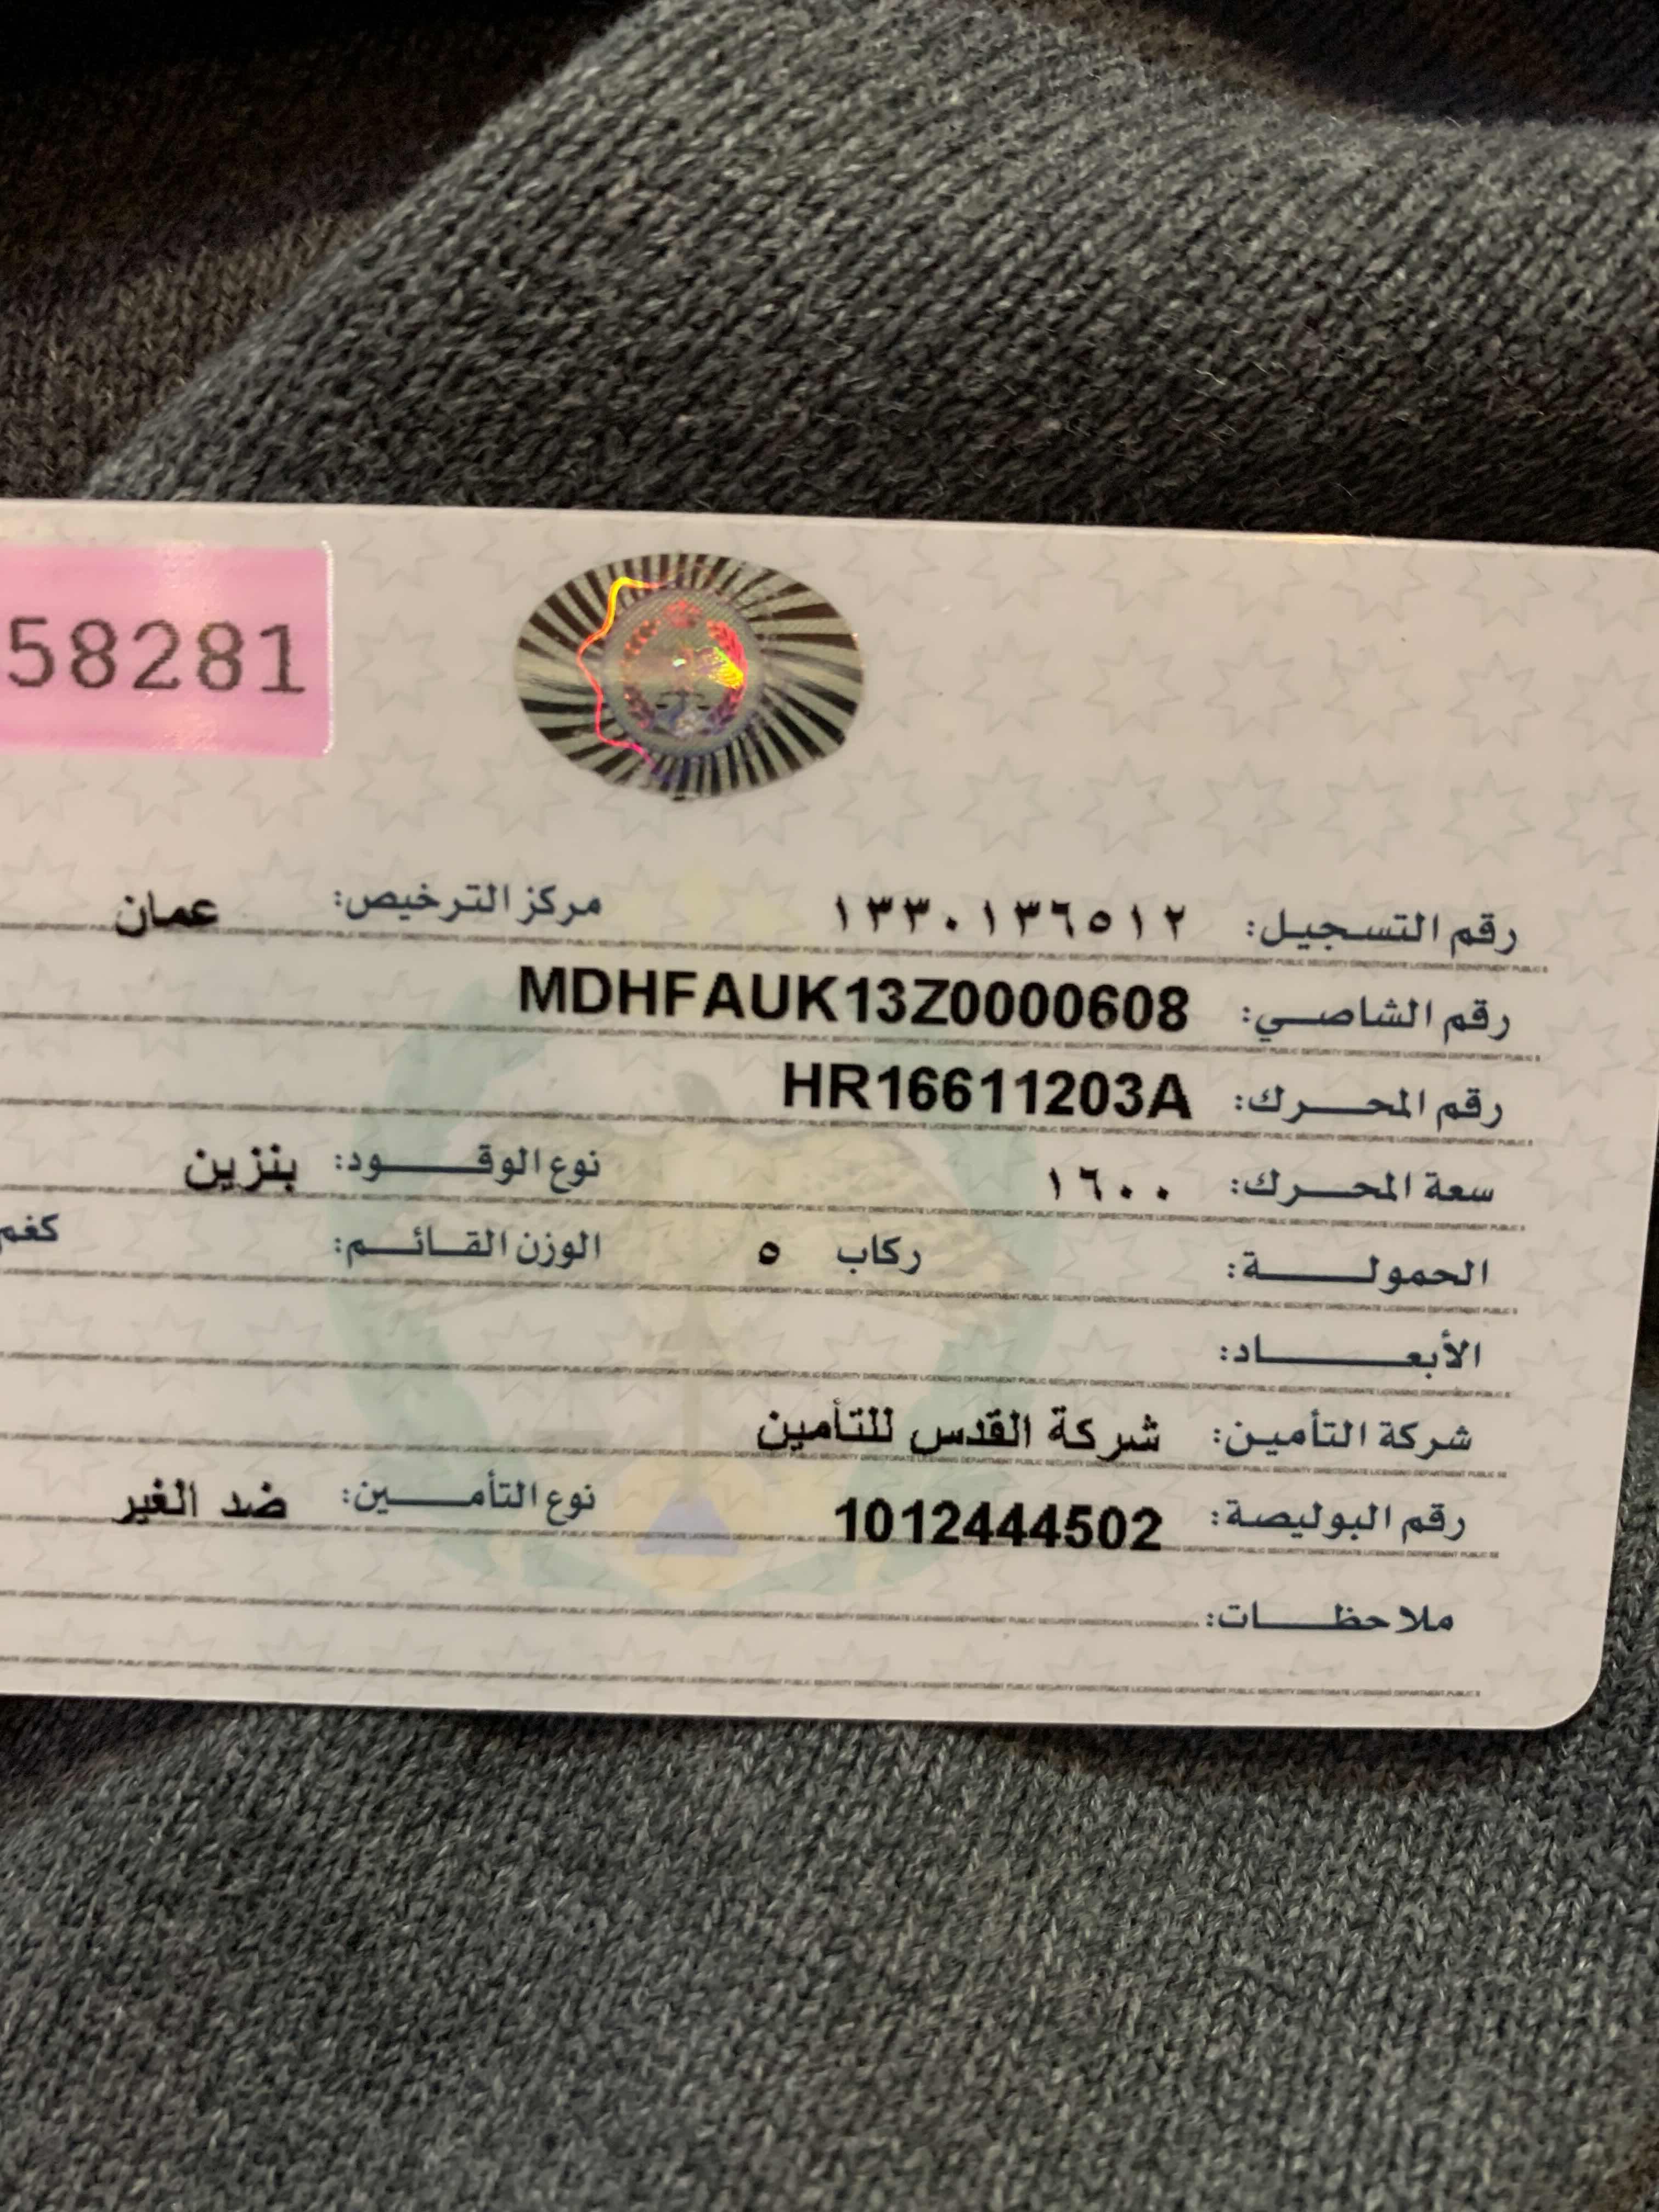 58281
رقم التسجيل: ١٣٣٠١٣٦٥١٢ مركز الترخيص: عمان
رقم الشاصي: MDHFAUK13Z0000608
رقم المحرك: HR16611203A
سعة المحرك: ١٦٠٠ نوع الوقود: بنزين
الحمولة: ركاب ٥ الوزن القائم: كغم
الأبعاد:
شركة التأمين: شركة القدس للتأمين
رقم البوليصة: 1012444502 نوع التأمين: ضد الغير
ملاحظات: